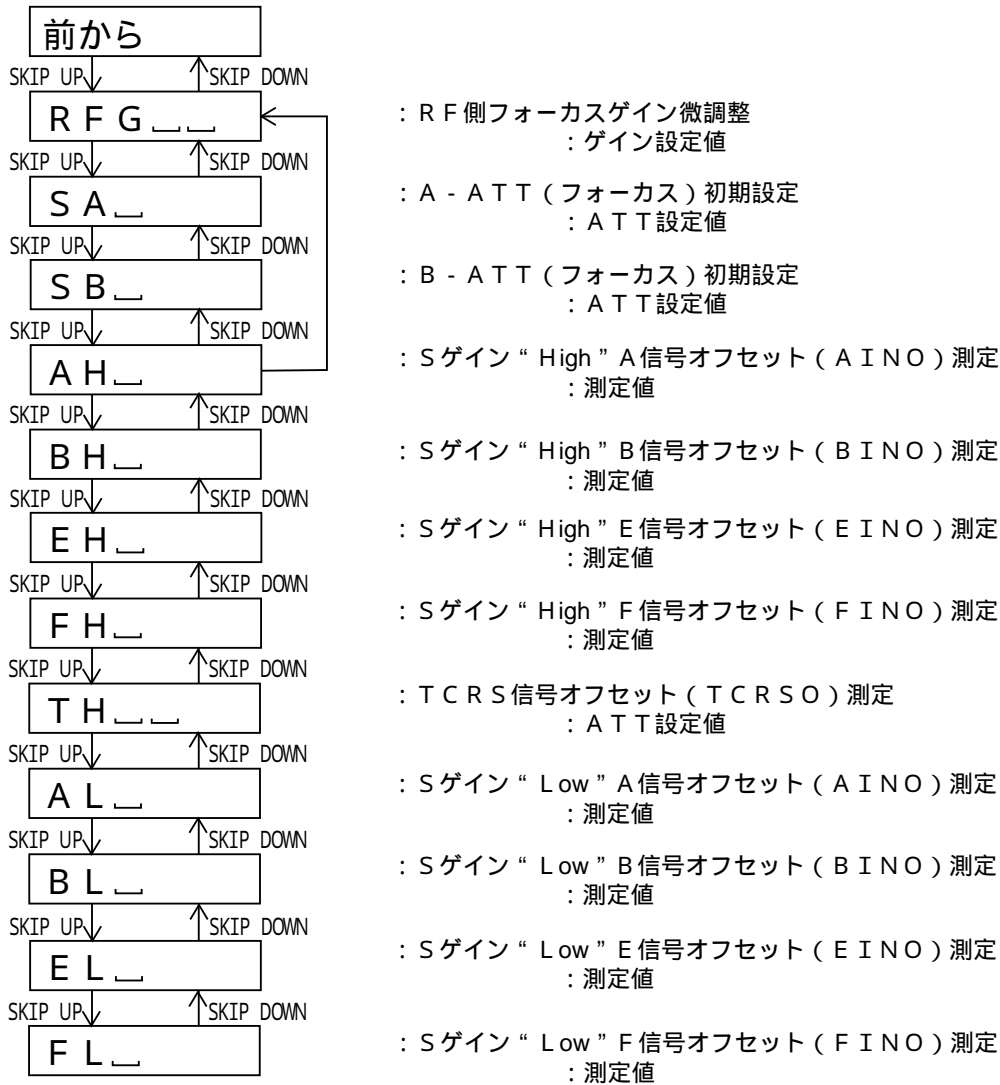 前から
SKIP UP SKIP DOWN
ＲＦＧ␣␣ ：ＲＦ側フォーカスゲイン微調整
：ゲイン設定値
SKIP UP SKIP DOWN
ＳＡ␣ ：Ａ-ＡＴＴ（フォーカス）初期設定
：ＡＴＴ設定値
SKIP UP SKIP DOWN
ＳＢ␣ ：Ｂ-ＡＴＴ（フォーカス）初期設定
：ＡＴＴ設定値
SKIP UP SKIP DOWN
ＡＨ␣ ：Ｓゲイン“High”Ａ信号オフセット（ＡＩＮＯ）測定
：測定値
SKIP UP SKIP DOWN
ＢＨ␣ ：Ｓゲイン“High”Ｂ信号オフセット（ＢＩＮＯ）測定
：測定値
SKIP UP SKIP DOWN
ＥＨ␣ ：Ｓゲイン“High”Ｅ信号オフセット（ＥＩＮＯ）測定
：測定値
SKIP UP SKIP DOWN
ＦＨ␣ ：Ｓゲイン“High”Ｆ信号オフセット（ＦＩＮＯ）測定
：測定値
SKIP UP SKIP DOWN
ＴＨ␣␣ ：ＴＣＲＳ信号オフセット（ＴＣＲＳＯ）測定
：ＡＴＴ設定値
SKIP UP SKIP DOWN
ＡＬ␣ ：Ｓゲイン“Low”Ａ信号オフセット（ＡＩＮＯ）測定
：測定値
SKIP UP SKIP DOWN
ＢＬ␣ ：Ｓゲイン“Low”Ｂ信号オフセット（ＢＩＮＯ）測定
：測定値
SKIP UP SKIP DOWN
ＥＬ␣ ：Ｓゲイン“Low”Ｅ信号オフセット（ＥＩＮＯ）測定
：測定値
SKIP UP SKIP DOWN
ＦＬ␣ ：Ｓゲイン“Low”Ｆ信号オフセット（ＦＩＮＯ）測定
：測定値